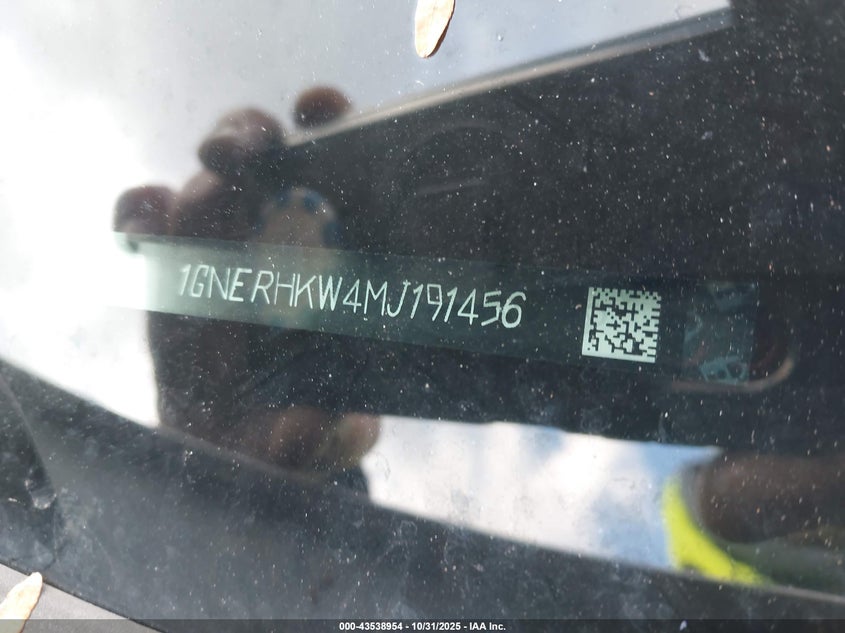 1GNERHKW4MJ191456
000-43538954 - 10/31/2025 - IAA Inc.